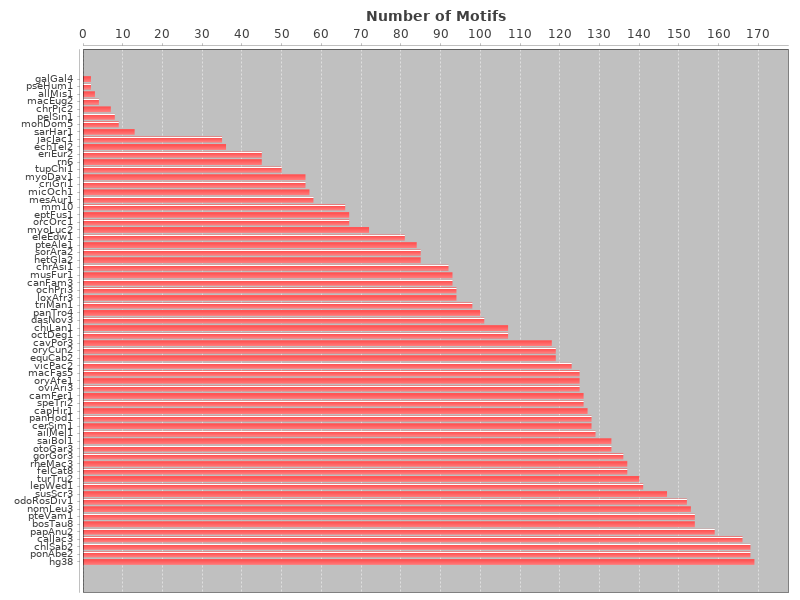 Number of Motifs
0 10 20 30 40 50 60 70 80 90 100 110 120 130 140 150 160 170
galGal4
pseHum1
allMis1
macEug2
chrPic2
pelSin1
monDom5
sarHar1
jacJac1
echTel2
eriEur2
rn6
tupChi1
myoDav1
criGri1
micOch1
mesAur1
mm10
eptFus1
orcOrc1
myoLuc2
eleEdw1
pteAle1
sorAra2
hetGla2
chrAsi1
musFur1
canFam3
ochPri3
loxAfr3
triMan1
panTro4
dasNov3
chiLan1
octDeg1
cavPor3
oryCun2
equCab2
vicPac2
macFas5
oryAfe1
oviAri3
camFer1
speTri2
capHir1
panHod1
cerSim1
ailMel1
saiBol1
otoGar3
gorGor3
rheMac3
felCat8
turTru2
lepWed1
susScr3
odoRosDiv1
nomLeu3
pteVam1
bosTau8
papAnu2
calJac3
chlSab2
ponAbe2
hg38